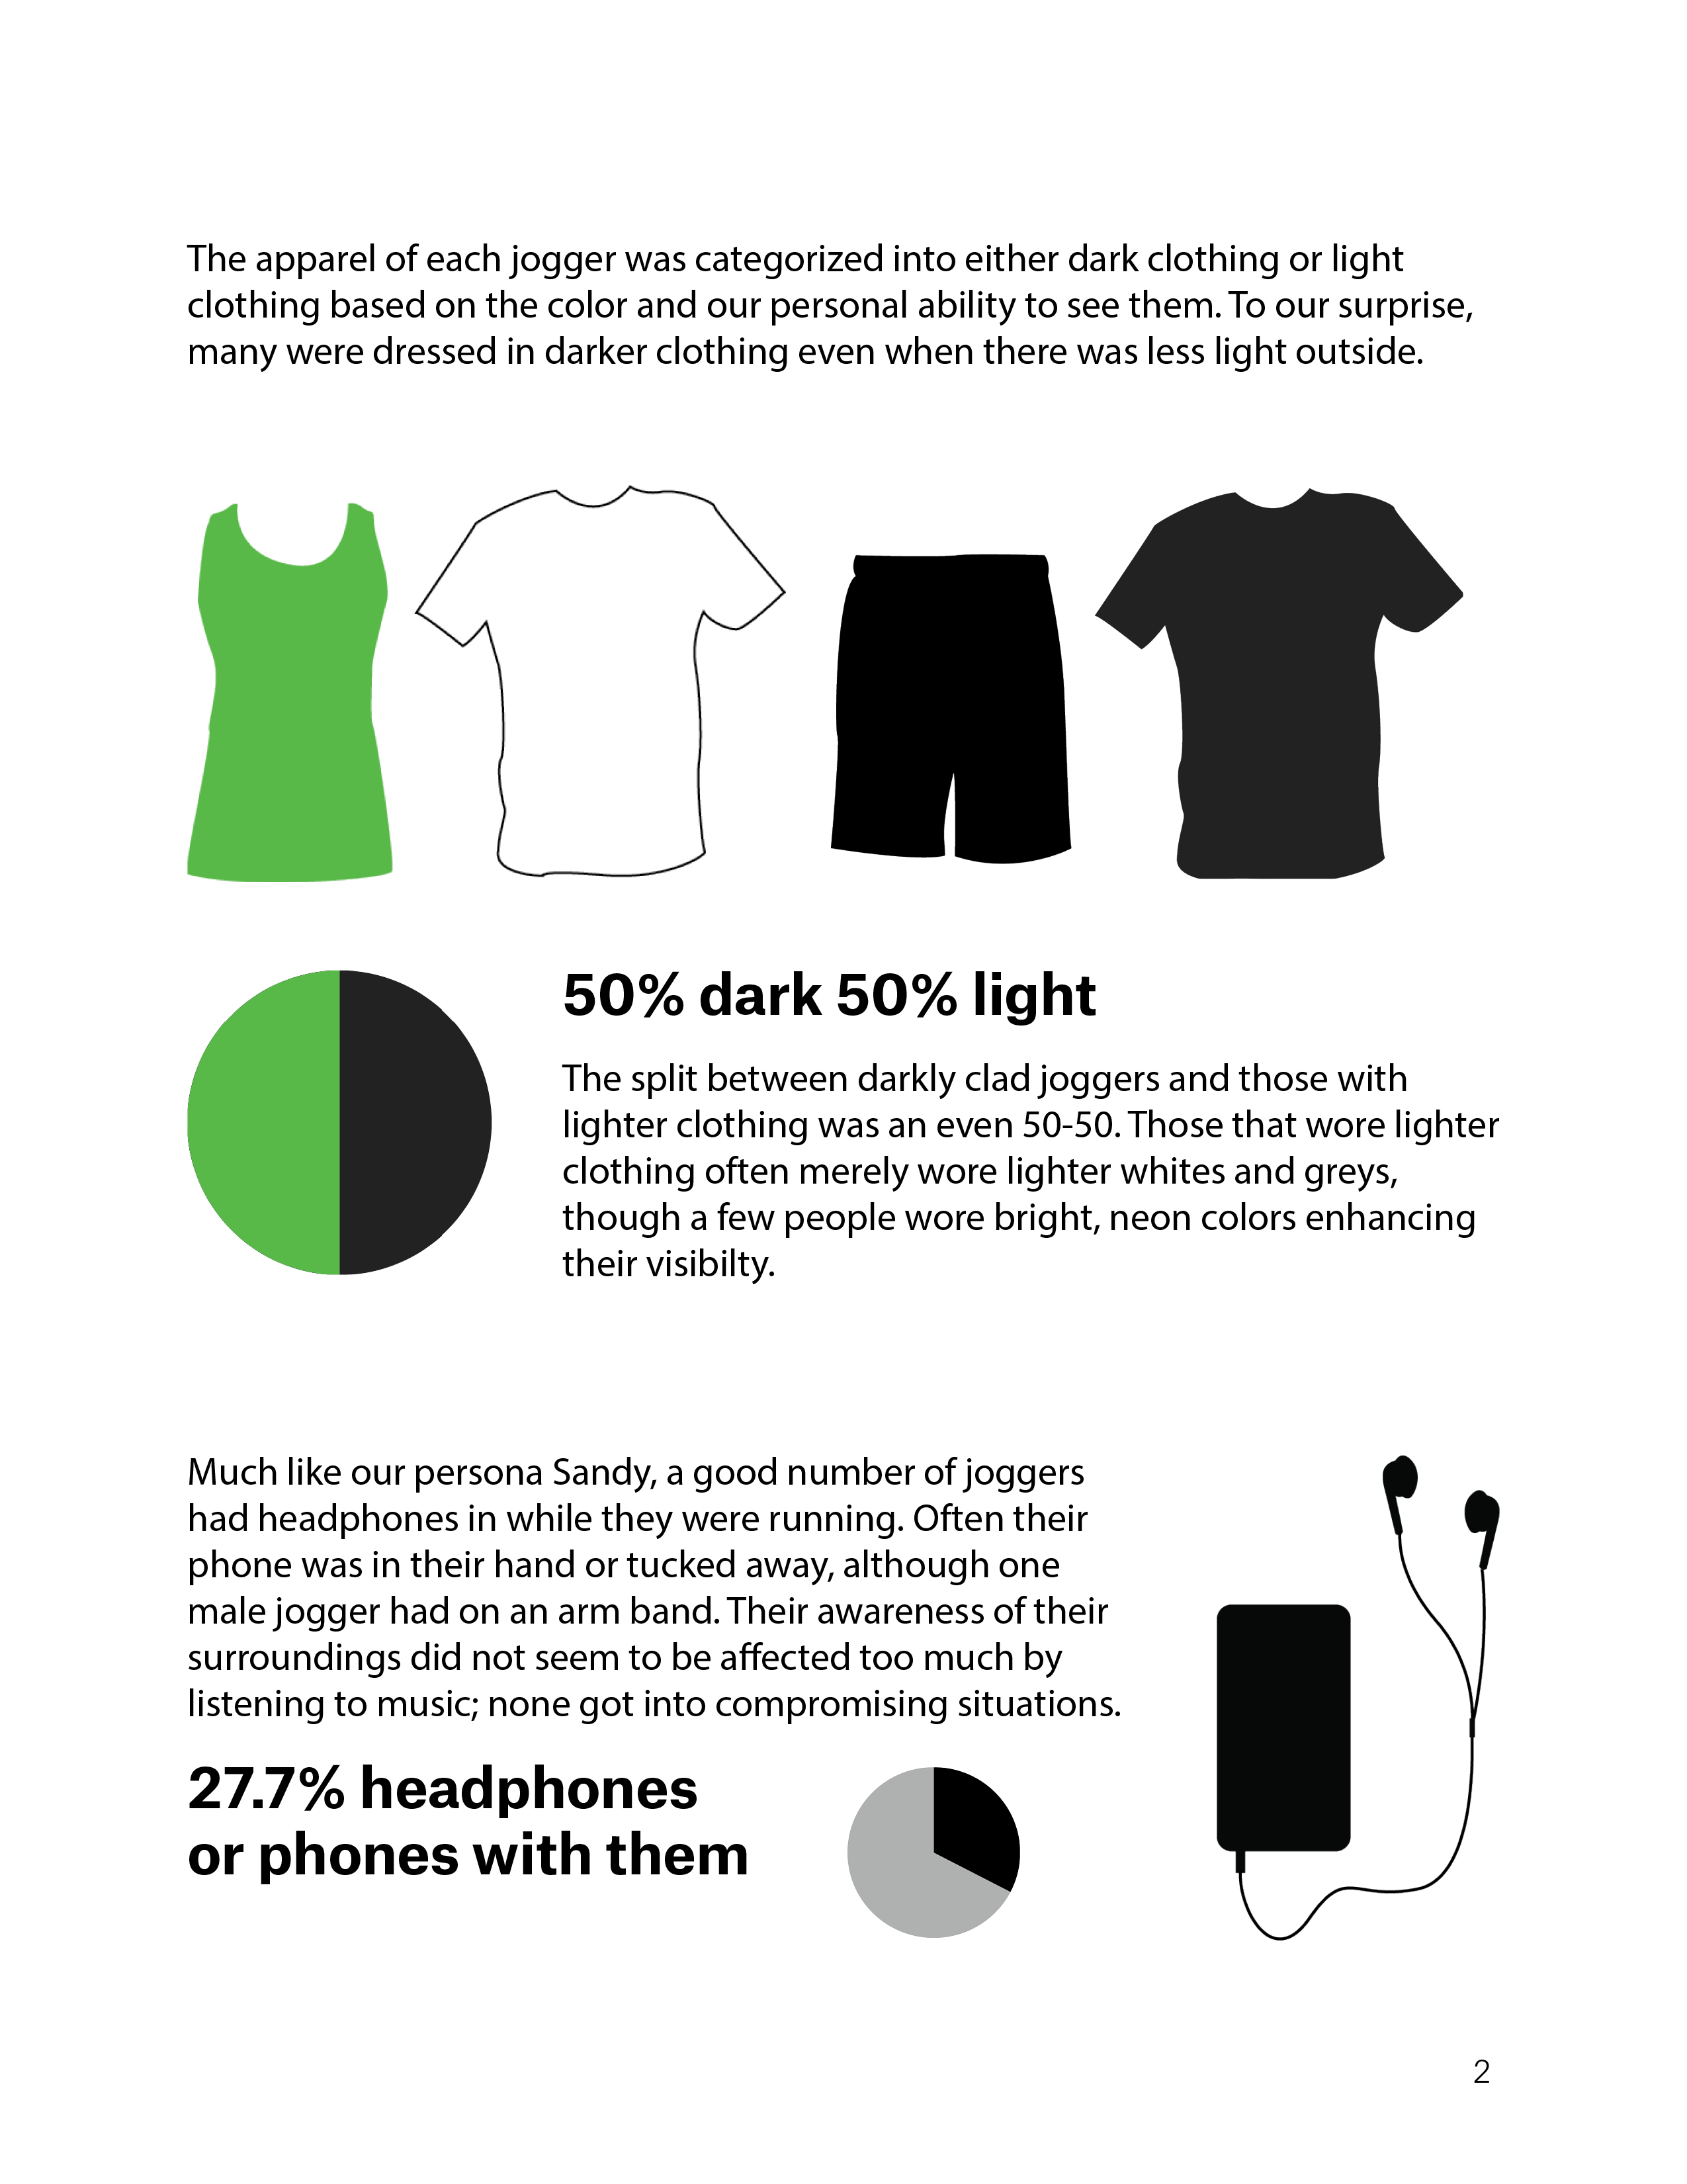 The apparel of each jogger was categorized into either dark clothing or light
clothing based on the color and our personal ability to see them. To our surprise,
many were dressed in darker clothing even when there was less light outside.
50% dark 50% light
The split between darkly clad joggers and those with
lighter clothing was an even 50-50. Those that wore lighter
clothing often merely wore lighter whites and greys,
though a few people wore bright, neon colors enhancing
their visibilty.
Much like our persona Sandy, a good number of joggers
had headphones in while they were running. Often their
phone was in their hand or tucked away, although one
male jogger had on an arm band. Their awareness of their
surroundings did not seem to be affected too much by
listening to music; none got into compromising situations.
27.7% headphones
or phones with them
2